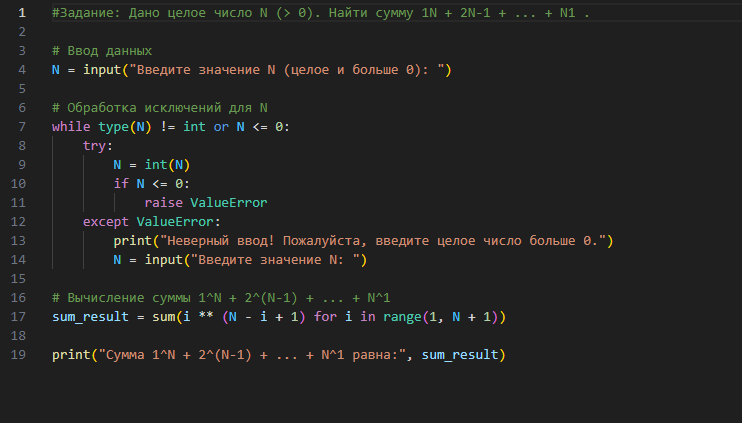 1 #Задание: Дано целое число N (> 0). Найти сумму 1N + 2N-1 + ... + N1 .
2
3 # Ввод данных
4 N = input("Введите значение N (целое и больше 0): ")
5
6 # Обработка исключений для N
7 while type(N) != int or N <= 0:
8     try:
9         N = int(N)
10         if N <= 0:
11             raise ValueError
12     except ValueError:
13         print("Неверный ввод! Пожалуйста, введите целое число больше 0.")
14         N = input("Введите значение N: ")
15
16 # Вычисление суммы 1^N + 2^(N-1) + ... + N^1
17 sum_result = sum(i ** (N - i + 1) for i in range(1, N + 1))
18
19 print("Сумма 1^N + 2^(N-1) + ... + N^1 равна:", sum_result)